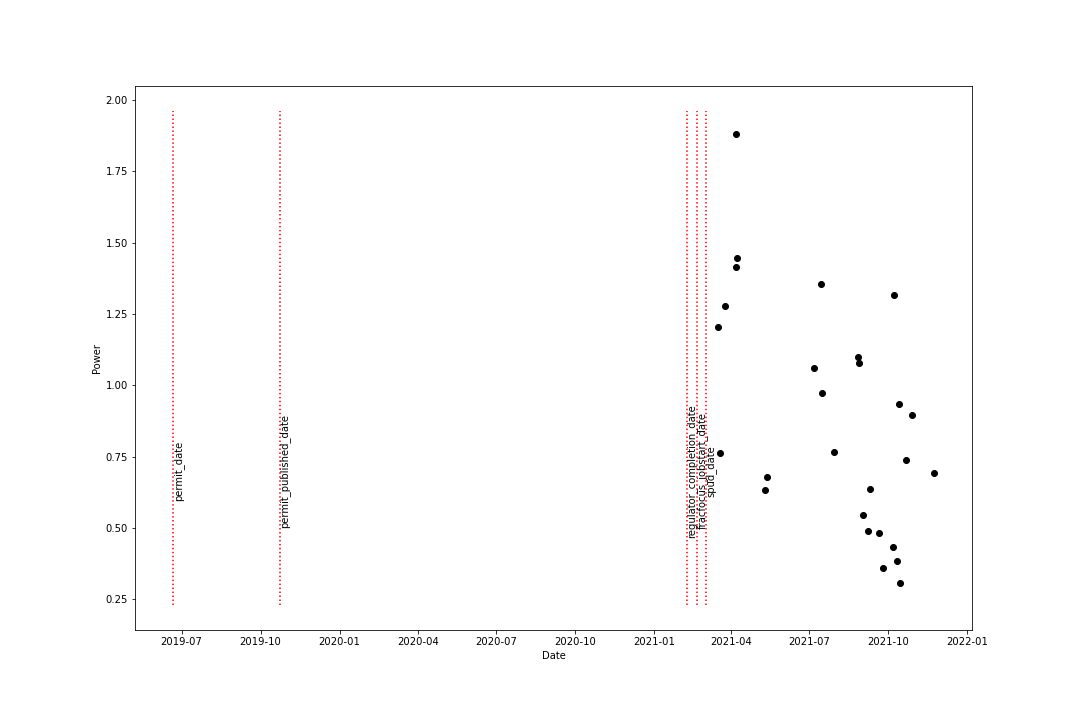 2.00
1.75
1.50
1.25
1.00
0.75
0.50
0.25
Power
permit_date
permit_published_date
regulator_completion_date
fracfocus_jobstart_date
spud_date
2019-07
2019-10
2020-01
2020-04
2020-07
2020-10
2021-01
2021-04
2021-07
2021-10
2022-01
Date